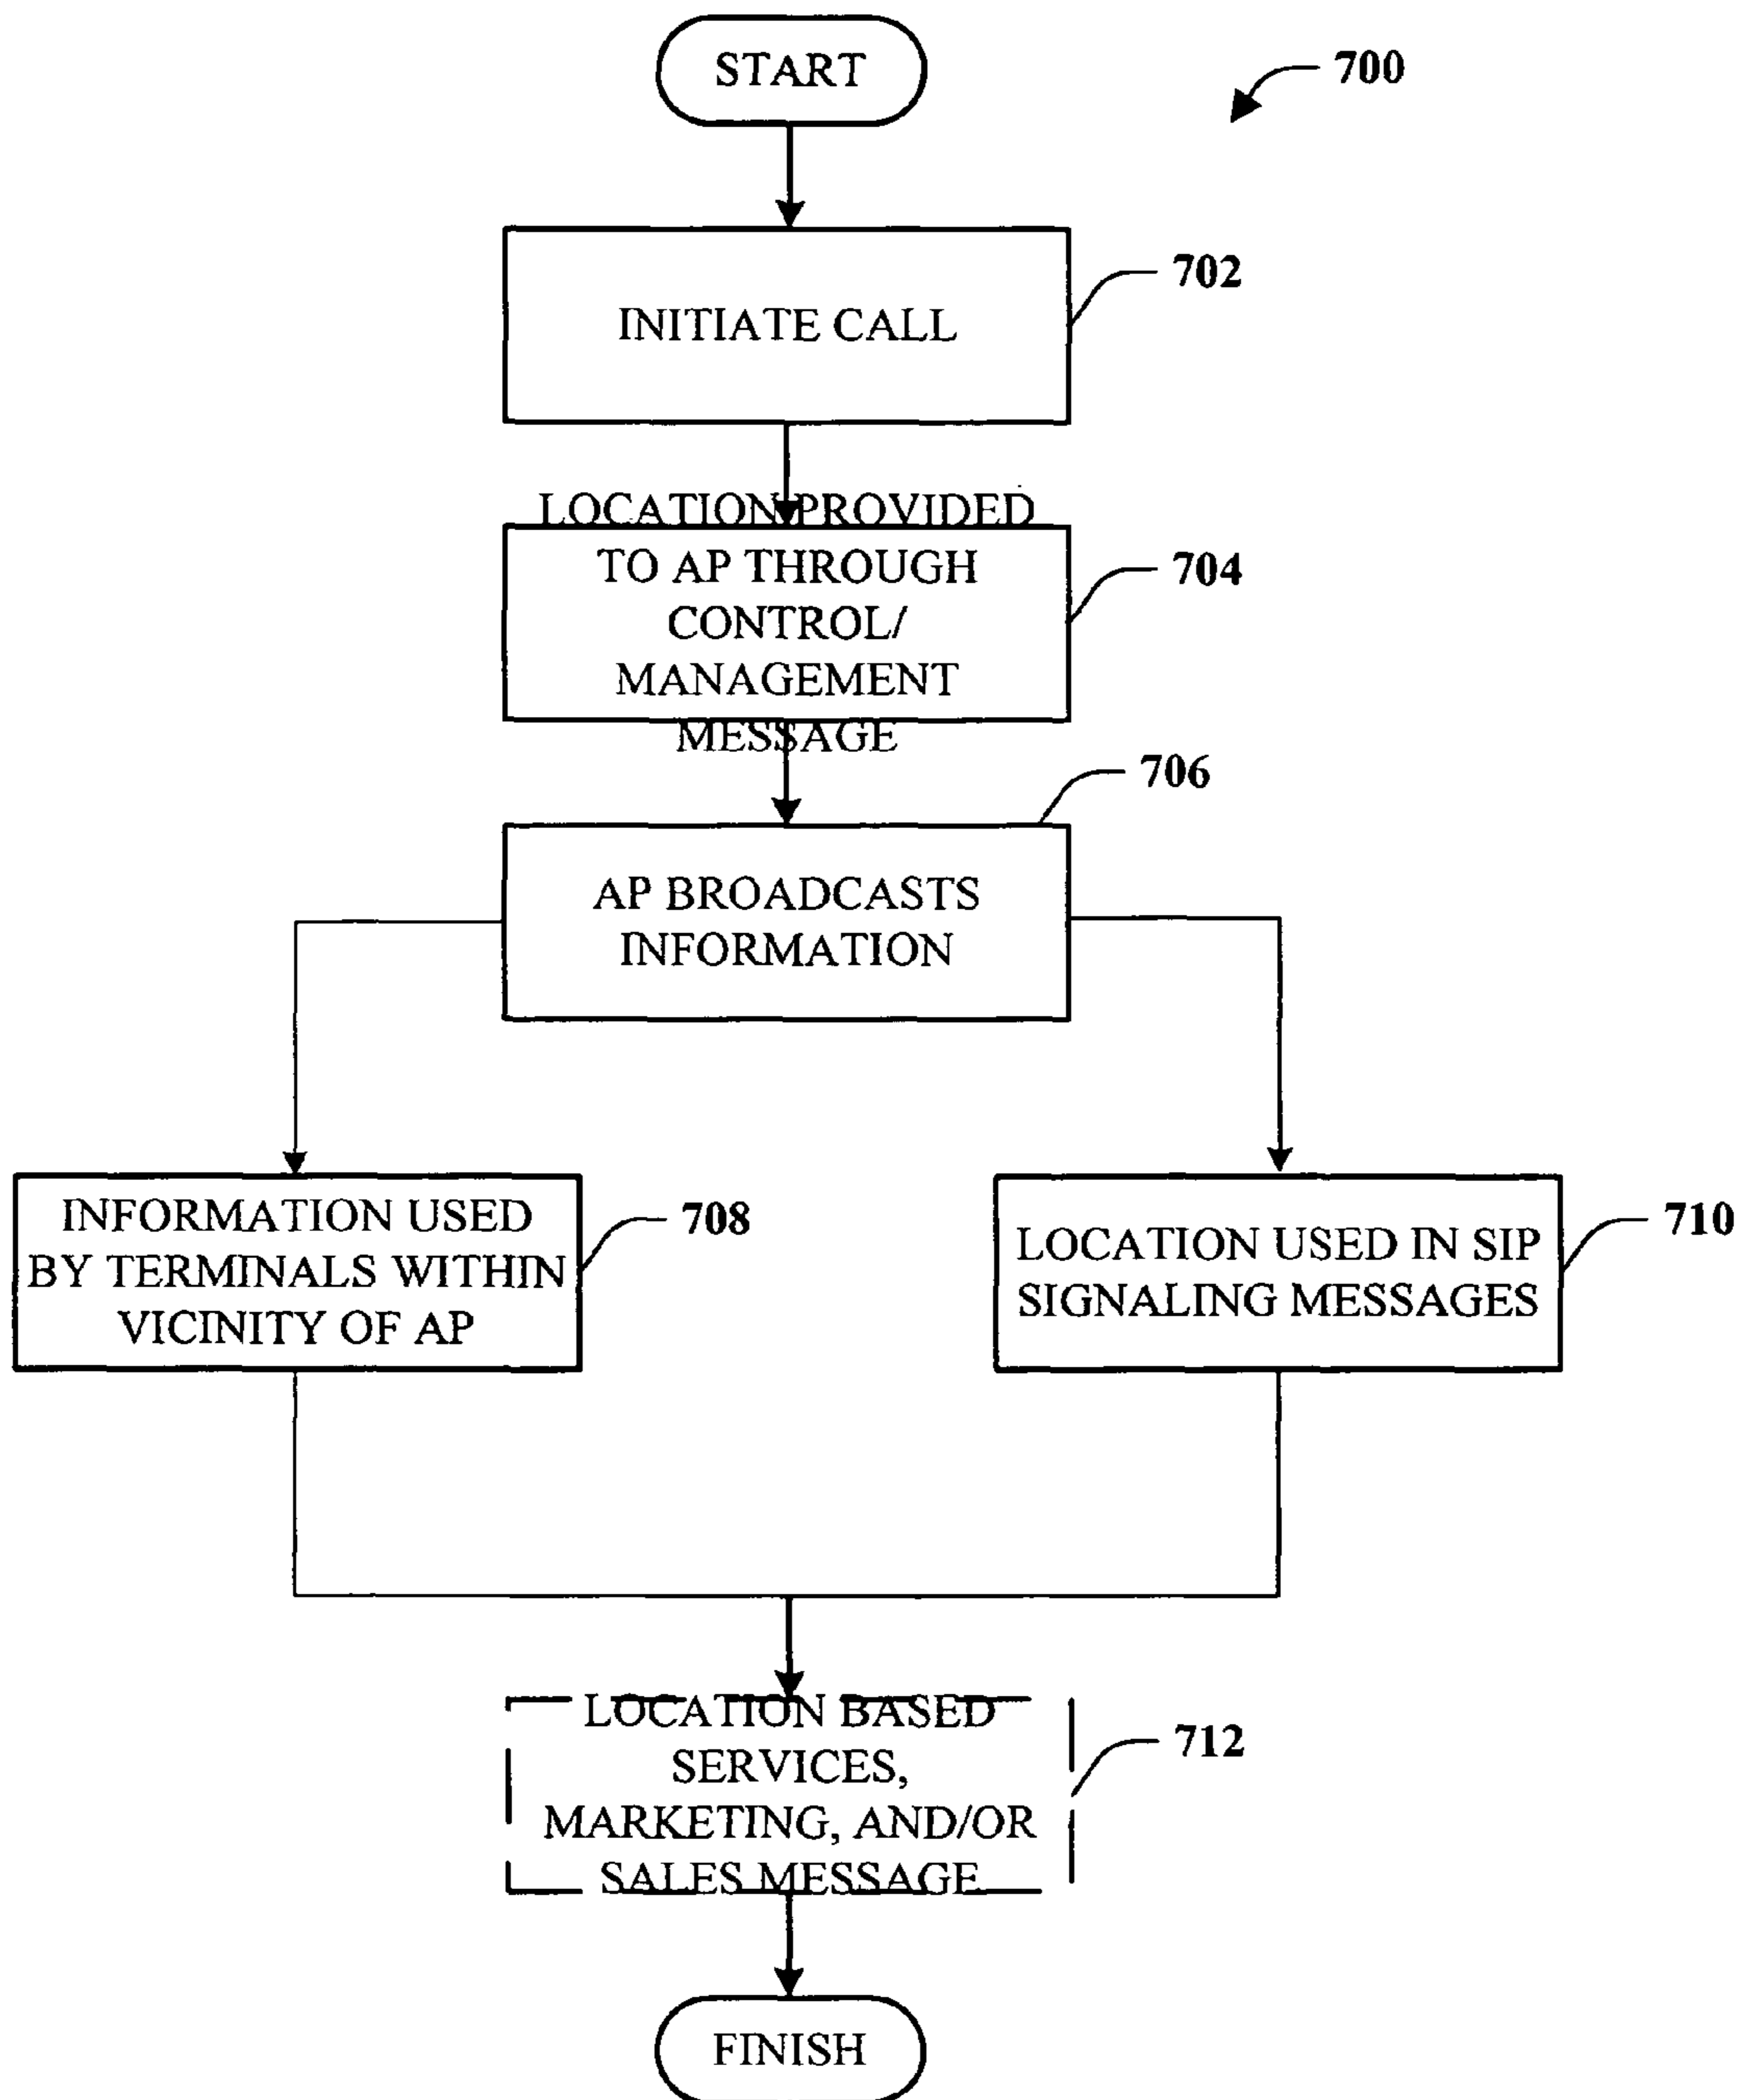 START
700
INITIATE CALL
702
LOCATION PROVIDED
TO AP THROUGH
CONTROL/
MANAGEMENT
MESSAGE
704
706
AP BROADCASTS
INFORMATION
INFORMATION USED
BY TERMINALS WITHIN
VICINITY OF AP
708
LOCATION USED IN SIP
SIGNALING MESSAGES
710
LOCATION BASED
SERVICES,
MARKETING, AND/OR
SALES MESSAGE
712
FINISH